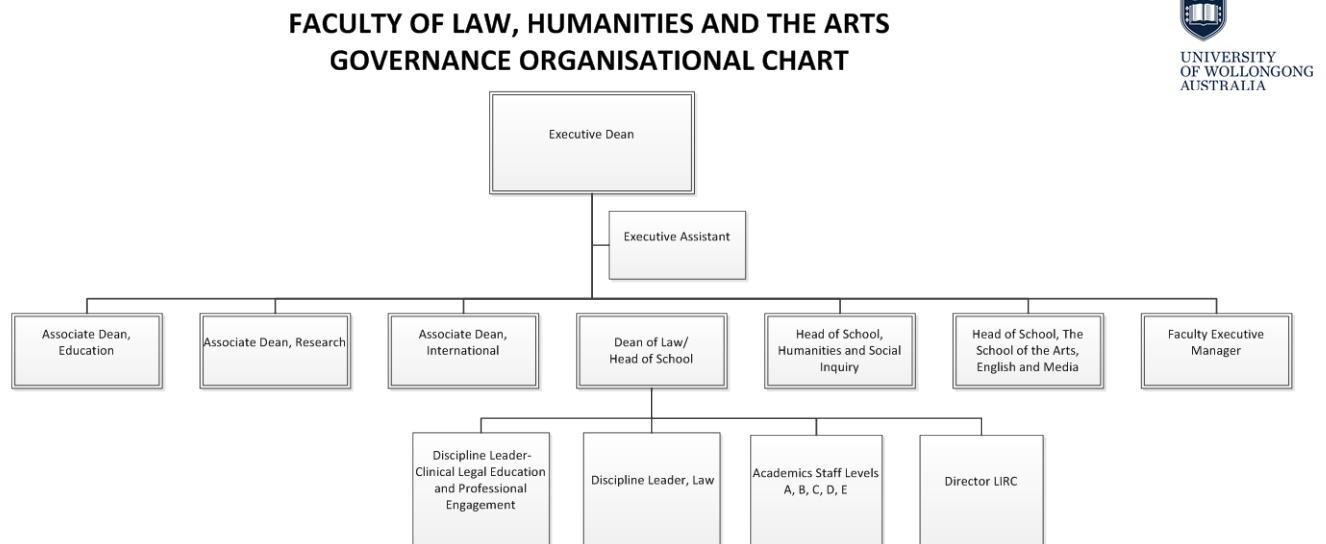 FACULTY OF LAW, HUMANITIES AND THE ARTS
GOVERNANCE ORGANISATIONAL CHART
UNIVERSITY
OF WOLLONGONG
AUSTRALIA
Executive Dean
Executive Assistant
Associate Dean,
Education
Associate Dean, Research
Associate Dean,
International
Dean of Law/
Head of School
Head of School,
Humanities and Social
Inquiry
Head of School, The
School of the Arts,
English and Media
Faculty Executive
Manager
Discipline Leader-
Clinical Legal Education
and Professional
Engagement
Discipline Leader, Law
Academics Staff Levels
A, B, C, D, E
Director LIRC